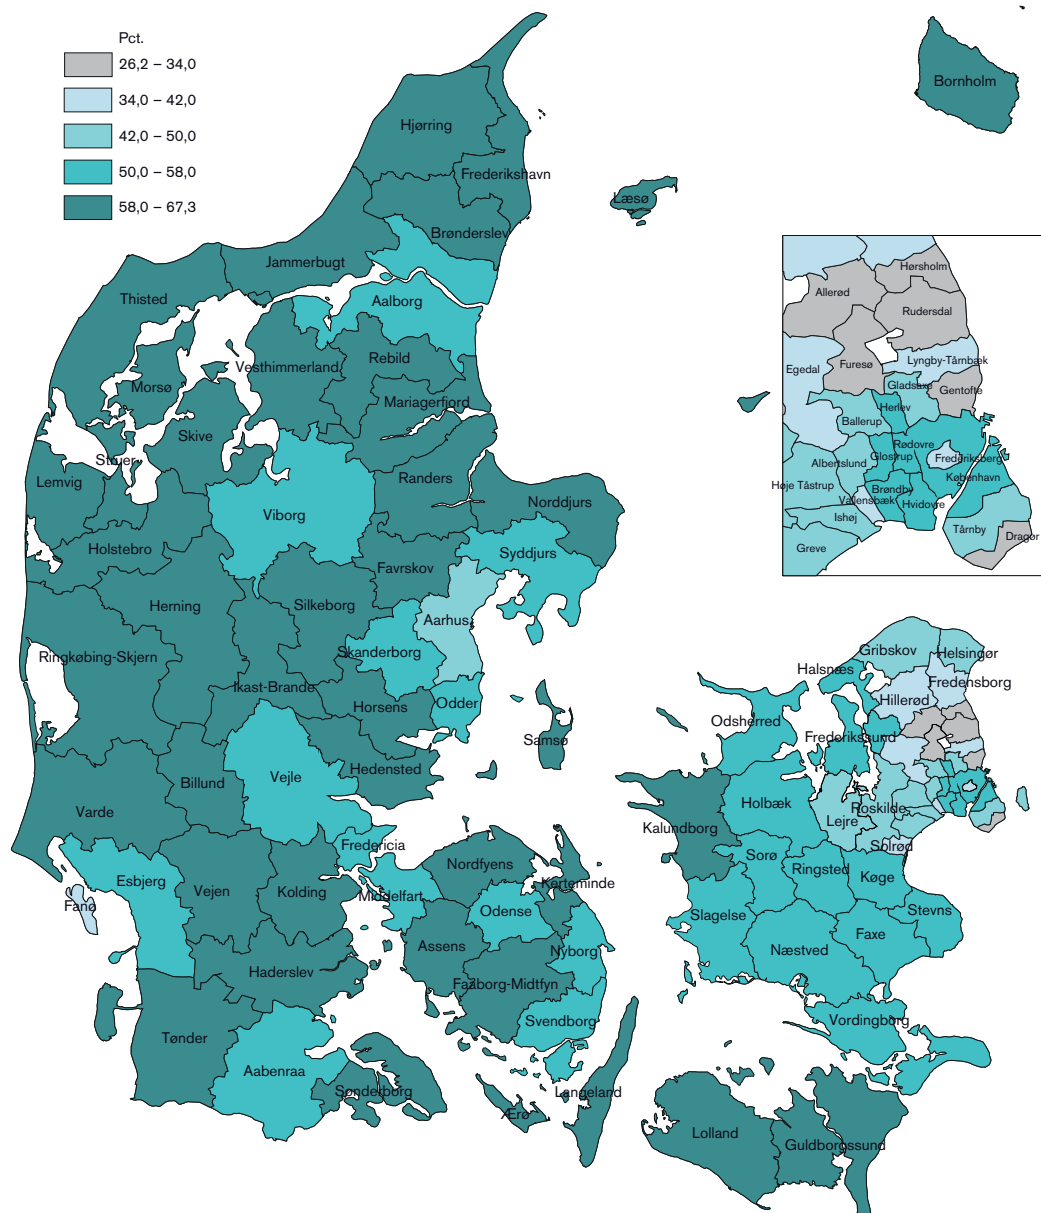 Pct.
26,2 – 34,0
34,0 – 42,0
42,0 – 50,0
50,0 – 58,0
58,0 – 67,3
Bornholm
Hjørring
Frederikshavn
Læsø
Brønderslev
Jammerbugt
Thisted
Aalborg
Vesthimmerland
Rebild
Morsø
Mariagerfjord
Skive
Struer
Lemvig
Randers
Norddjurs
Viborg
Holstebro
Syddjurs
Favrskov
Herning
Silkeborg
Aarhus
Skanderborg
Ringkøbing-Skjern
Ikast-Brande
Horsens
Odder
Samsø
Hedensted
Vejle
Billund
Varde
Fredericia
Esbjerg
Vejen
Kolding
Middelfart
Nordfyens
Kerteminde
Fanø
Odense
Assens
Nyborg
Haderslev
Faaborg-Midtfyn
Svendborg
Tønder
Aabenraa
Sønderborg
Langeland
Ærø
Hørsholm
Allerød
Rudersdal
Egedal
Furesø
Lyngby-Tårnbæk
Gladsaxe
Gentofte
Herlev
Ballerup
Rødovre
Albertslund
Glostrup
Frederiksberg
København
Høje Tåstrup
Brøndby
Vallensbæk
Hvidovre
Ishøj
Tårnby
Dragør
Greve
Gribskov
Helsingør
Halsnæs
Fredensborg
Hillerød
Odsherred
Frederikssund
Holbæk
Roskilde
Lejre
Kalundborg
Solrød
Sorø
Ringsted
Køge
Slagelse
Stevns
Faxe
Næstved
Vordingborg
Lolland
Guldborgssund